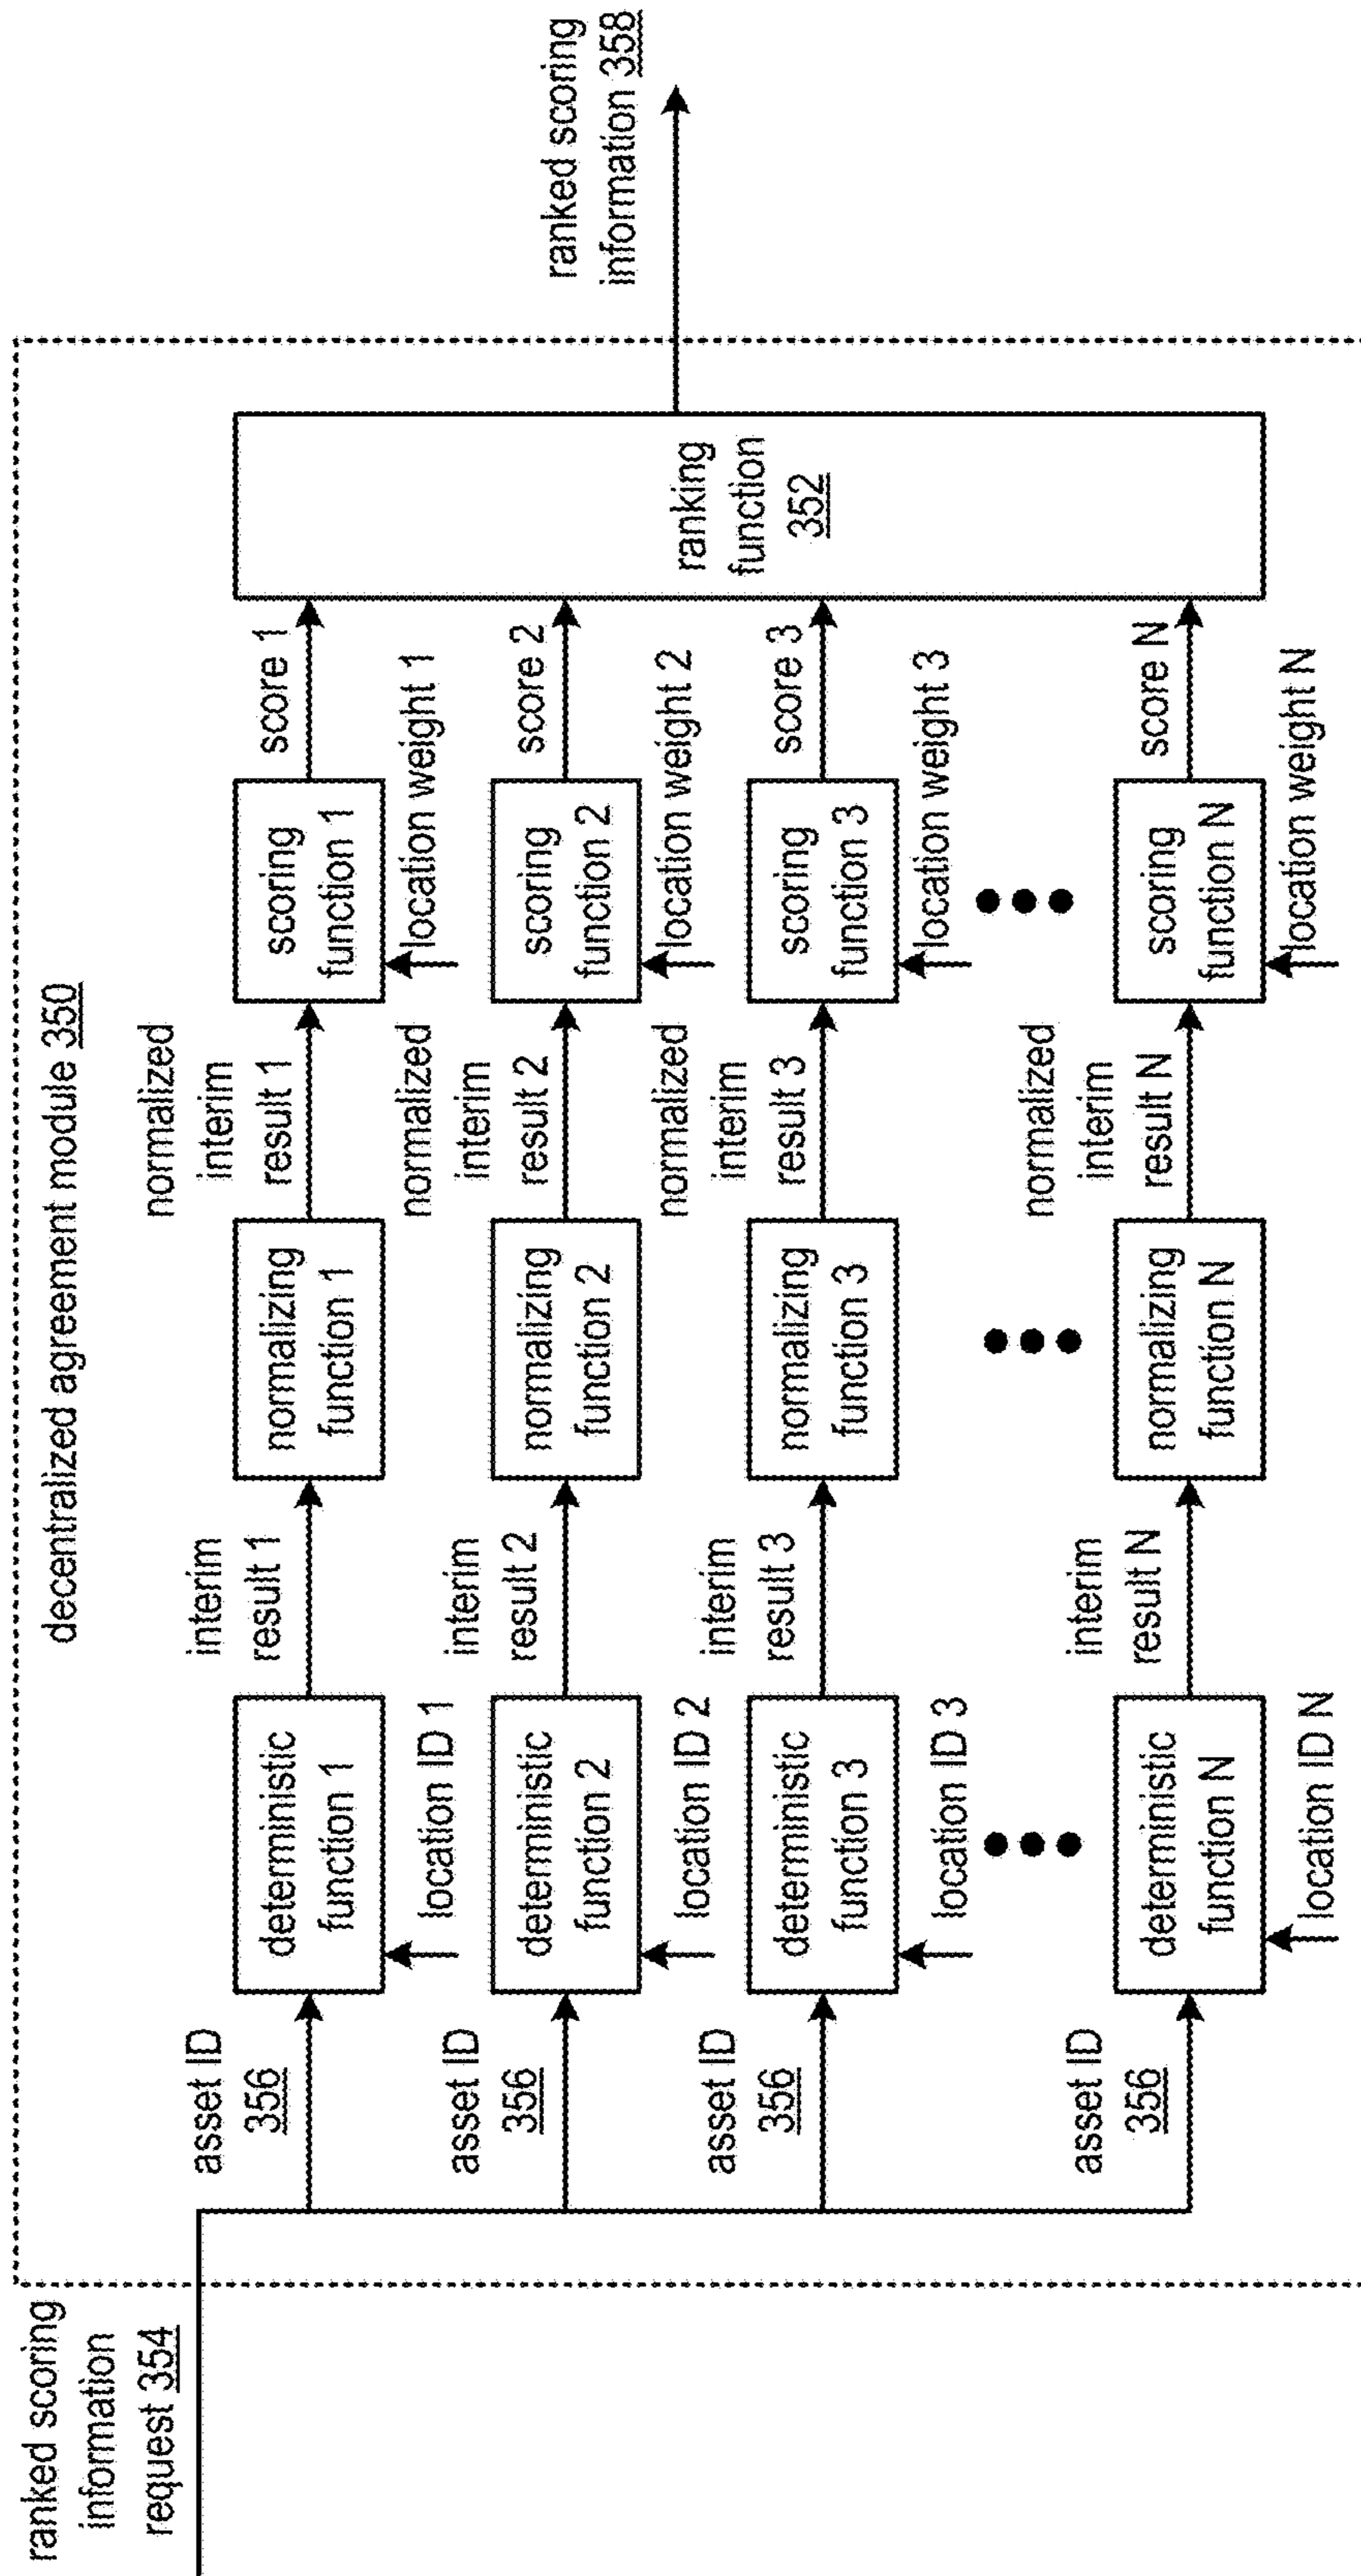 ranked scoring
information
request 354
decentralized agreement module 350
asset ID
356
deterministic
function 1
location ID 1
interim
result 1
normalizing
function 1
normalized
interim
result 1
scoring
function 1
location weight 1
score 1
asset ID
356
deterministic
function 2
location ID 2
interim
result 2
normalizing
function 2
normalized
interim
result 2
scoring
function 2
location weight 2
score 2
asset ID
356
deterministic
function 3
location ID 3
interim
result 3
normalizing
function 3
normalized
interim
result 3
scoring
function 3
location weight 3
score 3
asset ID
356
deterministic
function N
location ID N
interim
result N
normalizing
function N
normalized
interim
result N
scoring
function N
location weight N
score N
ranking
function
352
ranked scoring
information 358